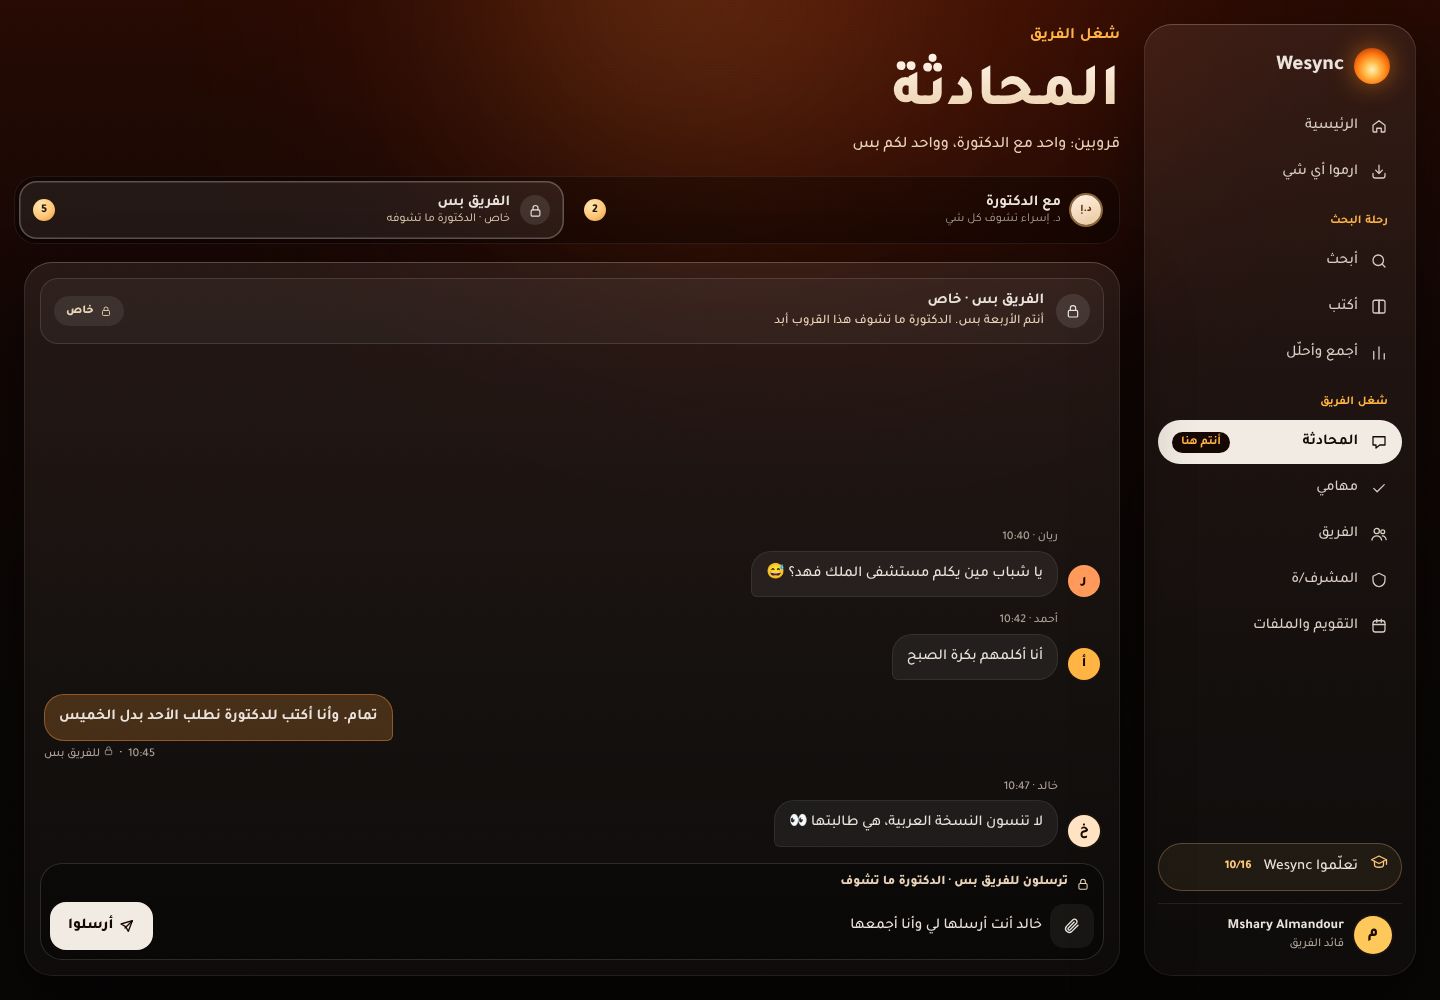 Wesync
الرئيسية
ارموا أي شي
رحلة البحث
أبحث
أكتب
أجمع وأحلّل
شغل الفريق
المحادثة
أنتم هنا
مهامي
الفريق
المشرف/ة
التقويم والملفات
تعلّموا Wesync 10/16
م
Mshary Almandour
قائد الفريق
شغل الفريق
المحادثة
قروبين: واحد مع الدكتورة، وواحد لكم بس
د.إ
مع الدكتورة
د. إسراء تشوف كل شي
2
الفريق بس
خاص · الدكتورة ما تشوفه
5
الفريق بس · خاص
أنتم الأربعة بس. الدكتورة ما تشوف هذا القروب أبد
خاص
ريان · 10:40
ر
يا شباب مين يكلم مستشفى الملك فهد؟ 😅
أحمد · 10:42
أ
أنا أكلمهم بكرة الصبح
تمام. وأنا أكتب للدكتورة نطلب الأحد بدل الخميس
10:45 · للفريق بس
خالد · 10:47
خ
لا تنسون النسخة العربية، هي طالبتها 👀
ترسلون للفريق بس · الدكتورة ما تشوف
خالد أنت أرسلها لي وأنا أجمعها
أرسلوا